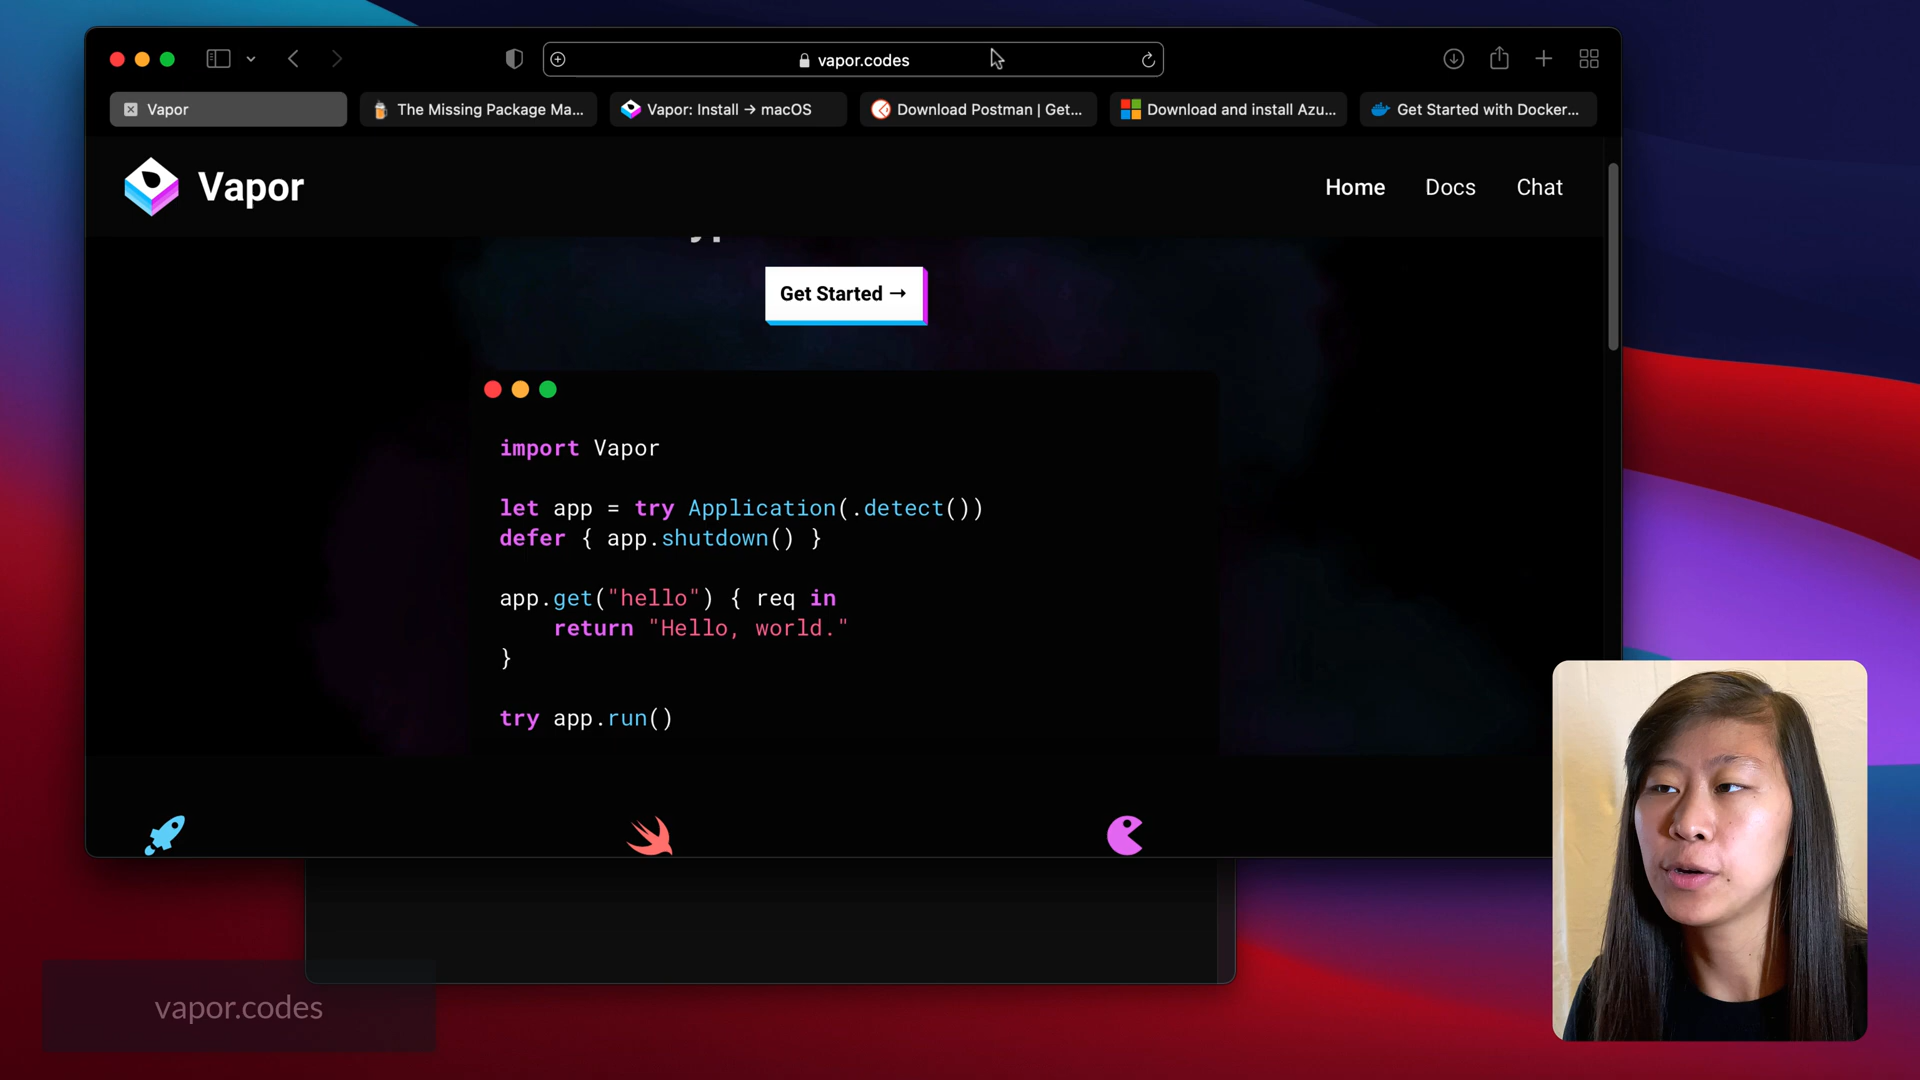 vapor.codes
Vapor
The Missing Package Ma...
Vapor: Install → macOS
Download Postman | Get...
Download and install Azu...
Get Started with Docker...
Vapor
Home
Docs
Chat
Get Started →
import Vapor
let app = try Application(.detect())
defer { app.shutdown() }
app.get("hello") { req in
return "Hello, world."
}
try app.run()
vapor.codes